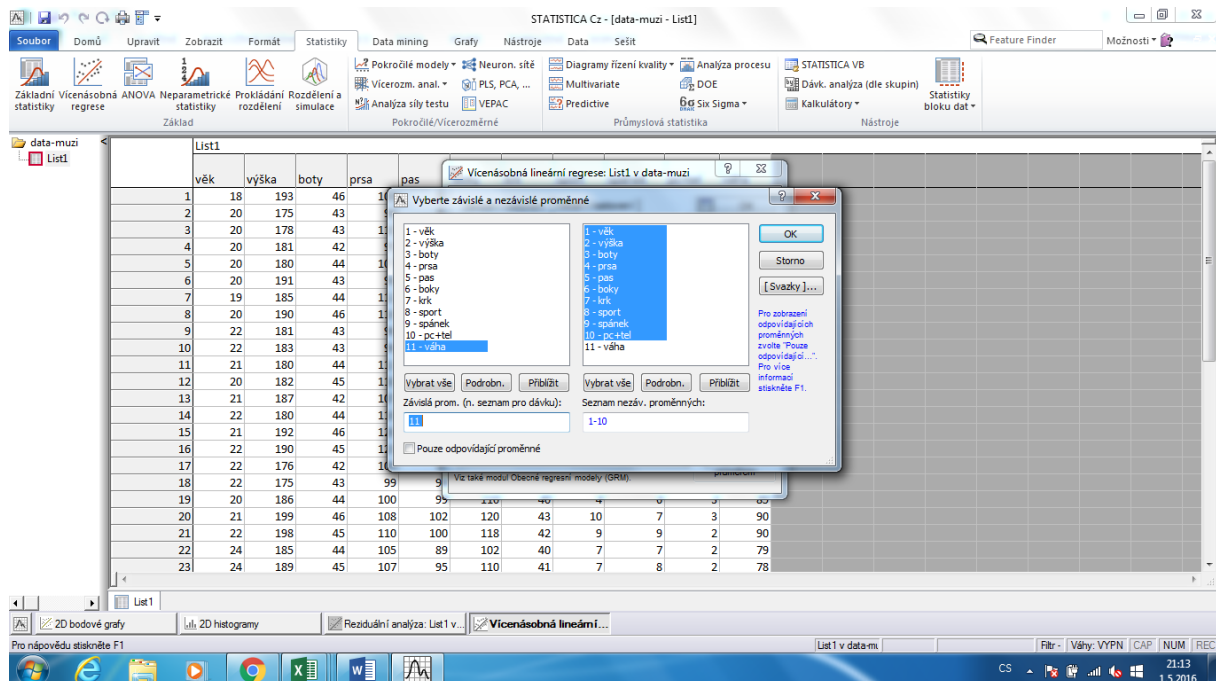 STATISTICA Cz - [data-muzi - List1]
Soubor Domů Upravit Zobrazit Formát Statistiky Data mining Grafy Nástroje Data Sešit Feature Finder Možnosti
Základní statistiky Vícenásobná regrese ANOVA Neparametrické statistiky Prokládání rozdělení Rozdělení a simulace
Pokročilé modely Neuron. sítě Diagramy řízení kvality Analýza procesu STATISTICA VB
Vícerozm. anal. PLS, PCA, ... Multivariate DOE Dávk. analýza (dle skupin)
Analýza síly testu VEPAC Predictive Six Sigma Kalkulátory Statistiky bloku dat
Základ Pokročilé/Vícerozměrné Průmyslová statistika Nástroje
data-muzi
List1
List1
věk výška boty prsa pas
1 18 193 46
2 20 175 43
3 20 178 43
4 20 181 42
5 20 180 44
6 20 191 43
7 19 185 44
8 20 190 46
9 22 181 43
10 22 183 43
11 21 180 44
12 20 182 45
13 21 187 42
14 22 180 44
15 21 192 46
16 22 190 45
17 22 176 42
18 22 175 43 99
19 20 186 44 100 95
20 21 199 46 108 102 120 43 10 7 3 90
21 22 198 45 110 100 118 42 9 9 2 90
22 24 185 44 105 89 102 40 7 7 2 79
23 24 189 45 107 95 110 41 7 8 2 78
Vícenásobná lineární regrese: List1 v data-muzi
Vyberte závislé a nezávislé proměnné
1 - věk
2 - výška
3 - boty
4 - prsa
5 - pas
6 - boky
7 - krk
8 - sport
9 - spánek
10 - pc+tel
11 - váha
1 - věk
2 - výška
3 - boty
4 - prsa
5 - pas
6 - boky
7 - krk
8 - sport
9 - spánek
10 - pc+tel
11 - váha
OK
Storno
[ Svazky ]...
Pro zobrazení
odpovídajících
proměnných
zvolte "Pouze
odpovídající...".
Pro více
informací
stiskněte F1.
Vybrat vše Podrobn. Přiblížit Vybrat vše Podrobn. Přiblížit
Závislá prom. (n. seznam pro dávku): Seznam nezáv. proměnných:
11 1-10
Pouze odpovídající proměnné
Viz také modul Obecné regresní modely (GRM).
List1
2D bodové grafy 2D histogramy Reziduální analýza: List1 v... Vícenásobná lineární...
Pro nápovědu stiskněte F1 List1 v data-mu Filtr - Váhy: VYPN CAP NUM REC
CS 21:13
1.5.2016